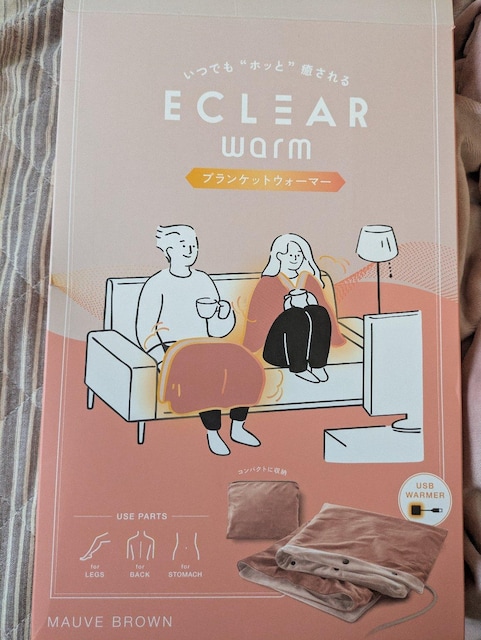 いつでも“ホッと”癒される
ECLEAR
warm
ブランケットウォーマー
コンパクトに収納
USB
WARMER
USE PARTS
for
LEGS
for
BACK
for
STOMACH
MAUVE BROWN